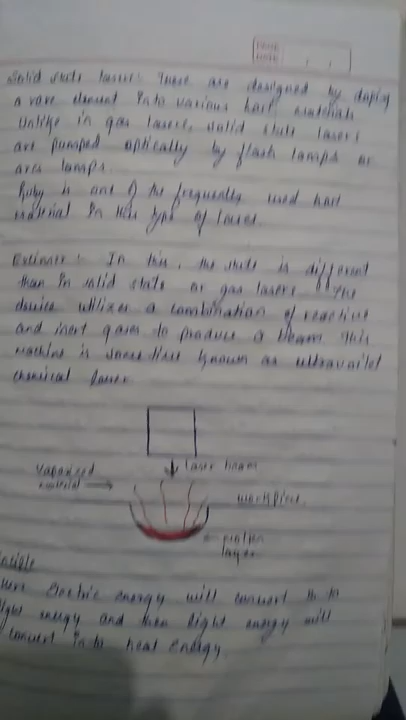 PAGE
DATE
Solid state lasers: These are designed by doping
a rare element into various host materials
Unlike in gas lasers, solid state lasers
are pumped optically by flash lamps or
arc lamps.
Ruby is one of the frequently used host
material in this type of laser.
Excimer: In this, the state is different
than in solid state or gas lasers. The
device utilizes a combination of reactive
and inert gases to produce a beam This
machine is sometimes known as ultraviolet
chemical laser
laser beam
Vaporized
material
workpiece
molten
layer
Here Electric energy will convert in to
light energy and then light energy will
convert in to heat energy